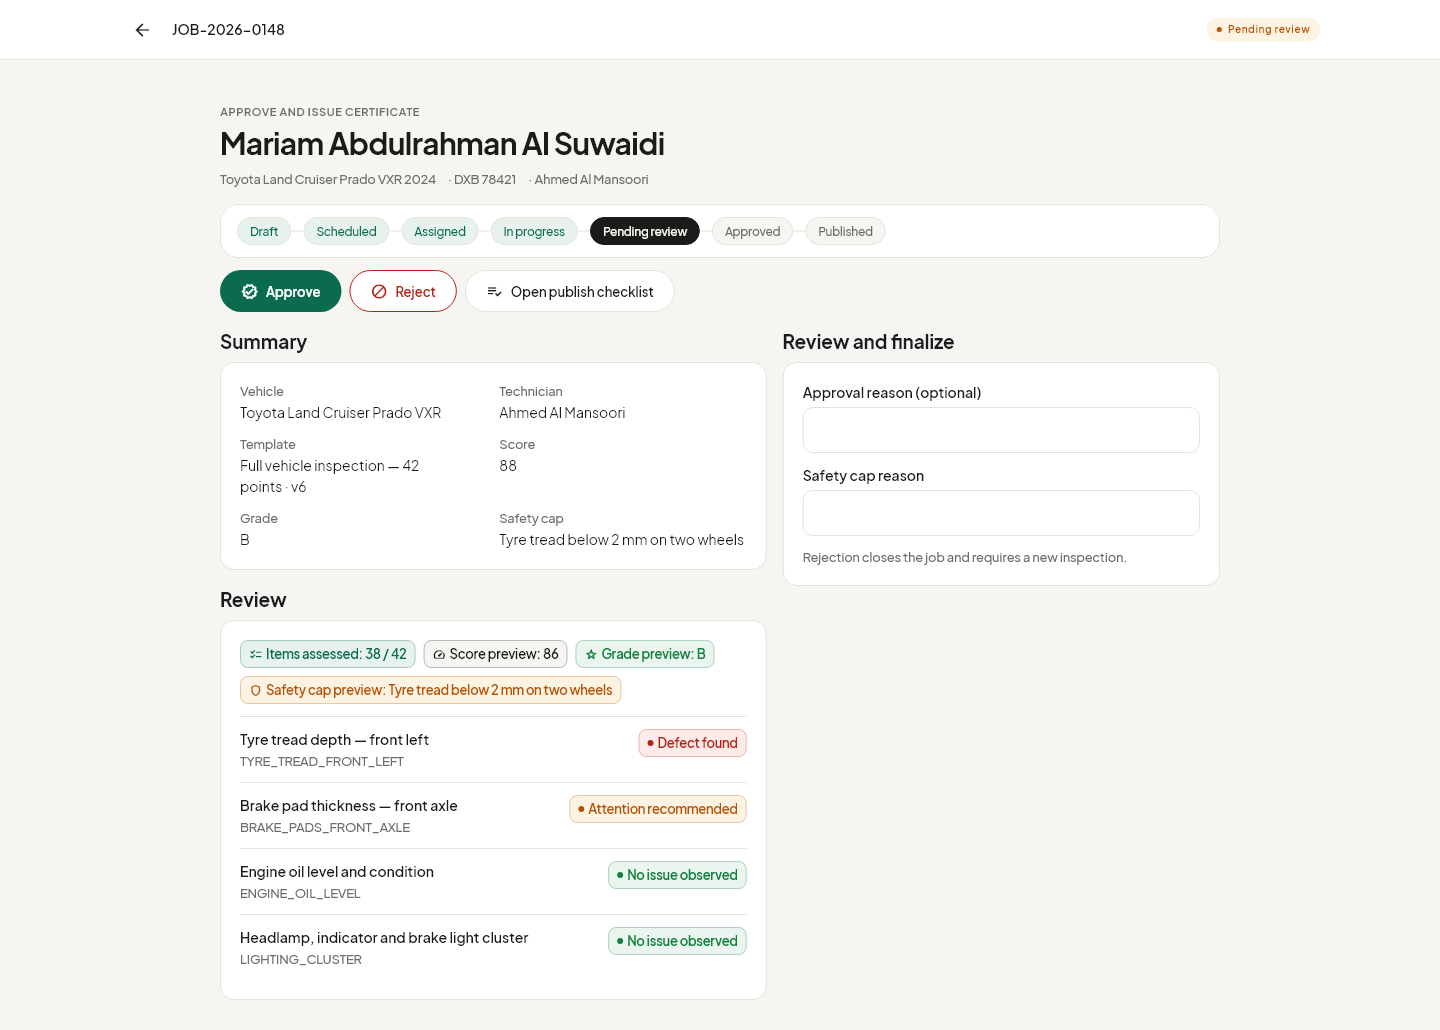 JOB-2026-0148
Pending review
APPROVE AND ISSUE CERTIFICATE
Mariam Abdulrahman Al Suwaidi
Toyota Land Cruiser Prado VXR 2024 · DXB 78421 · Ahmed Al Mansoori
Draft
Scheduled
Assigned
In progress
Pending review
Approved
Published
Approve
Reject
Open publish checklist
Summary
Vehicle
Toyota Land Cruiser Prado VXR
Technician
Ahmed Al Mansoori
Template
Full vehicle inspection — 42
points · v6
Score
88
Grade
B
Safety cap
Tyre tread below 2 mm on two wheels
Review and finalize
Approval reason (optional)
Safety cap reason
Rejection closes the job and requires a new inspection.
Review
Items assessed: 38 / 42
Score preview: 86
Grade preview: B
Safety cap preview: Tyre tread below 2 mm on two wheels
Tyre tread depth — front left
TYRE_TREAD_FRONT_LEFT
Defect found
Brake pad thickness — front axle
BRAKE_PADS_FRONT_AXLE
Attention recommended
Engine oil level and condition
ENGINE_OIL_LEVEL
No issue observed
Headlamp, indicator and brake light cluster
LIGHTING_CLUSTER
No issue observed